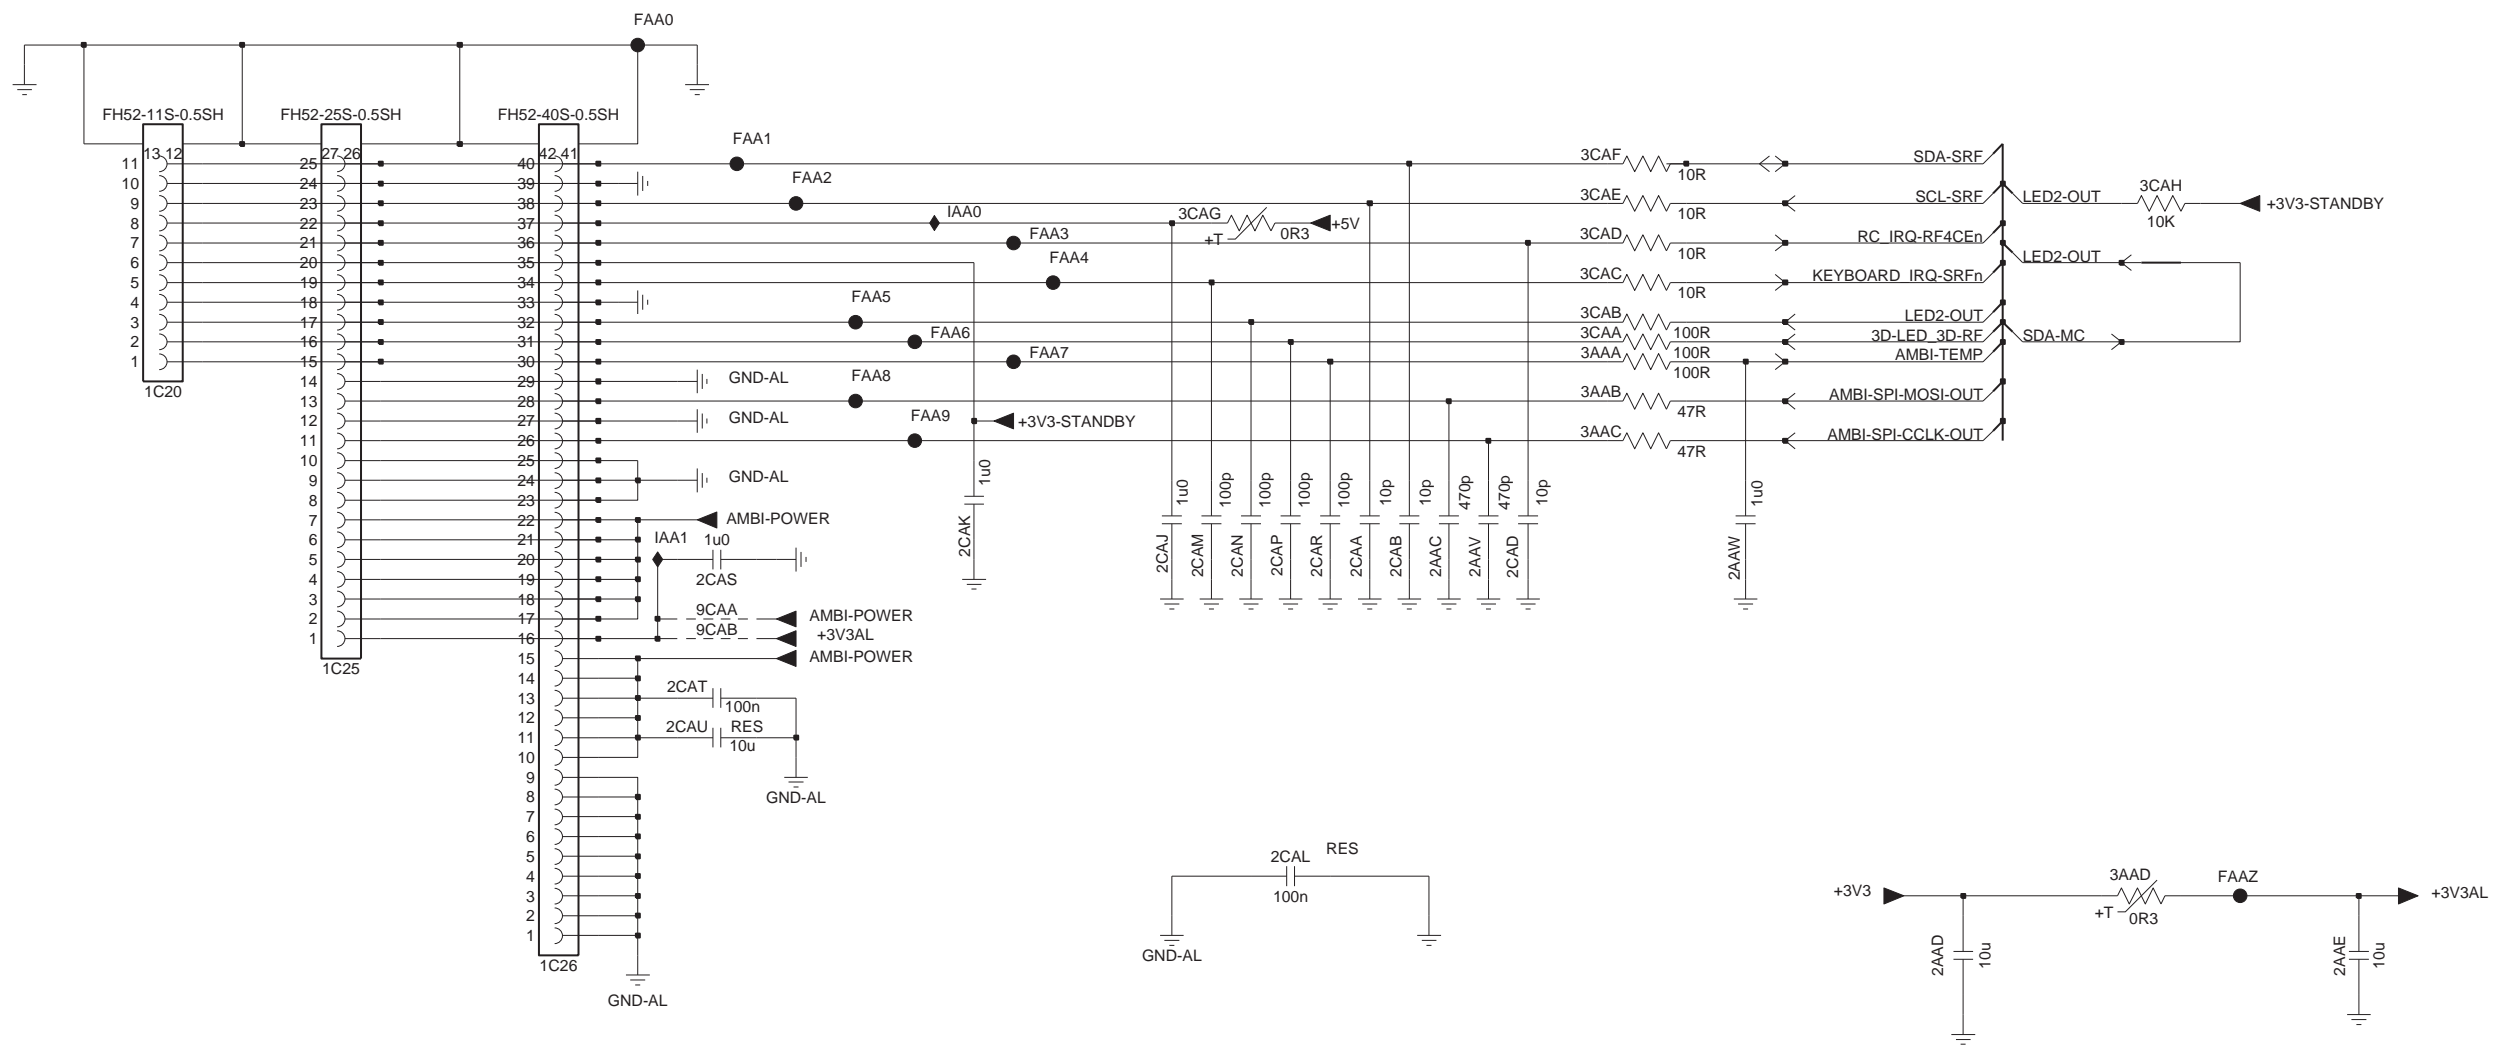 FAA0
FH52-11S-0.5SH
FH52-25S-0.5SH
FH52-40S-0.5SH
13 12
27 26
42 41
11
10
9
8
7
6
5
4
3
2
1
1C20
25
24
23
22
21
20
19
18
17
16
15
14
13
12
11
10
9
8
7
6
5
4
3
2
1
1C25
40
39
38
37
36
35
34
33
32
31
30
29
28
27
26
25
24
23
22
21
20
19
18
17
16
15
14
13
12
11
10
9
8
7
6
5
4
3
2
1
1C26
GND-AL
FAA1
FAA2
IAA0
FAA3
FAA4
FAA5
FAA6
FAA7
FAA8
FAA9
GND-AL
GND-AL
GND-AL
AMBI-POWER
IAA1
1u0
2CAS
9CAA
AMBI-POWER
9CAB
+3V3AL
AMBI-POWER
2CAT
100n
2CAU
RES
10u
GND-AL
+3V3-STANDBY
1u0
2CAK
3CAG
+T
0R3
+5V
1u0
2CAJ
100p
2CAM
100p
2CAN
100p
2CAP
100p
2CAR
10p
2CAA
10p
2CAB
470p
2AAC
470p
2AAV
10p
2CAD
1u0
2AAW
3CAF
10R
SDA-SRF
3CAE
10R
SCL-SRF
3CAD
10R
RC_IRQ-RF4CEn
3CAC
10R
KEYBOARD_IRQ-SRFn
3CAB
100R
LED2-OUT
3CAA
100R
3D-LED_3D-RF
3AAA
100R
AMBI-TEMP
3AAB
47R
AMBI-SPI-MOSI-OUT
3AAC
47R
AMBI-SPI-CCLK-OUT
LED2-OUT
3CAH
10K
+3V3-STANDBY
LED2-OUT
SDA-MC
2CAL
RES
100n
GND-AL
+3V3
2AAD
10u
3AAD
+T
0R3
FAAZ
2AAE
10u
+3V3AL